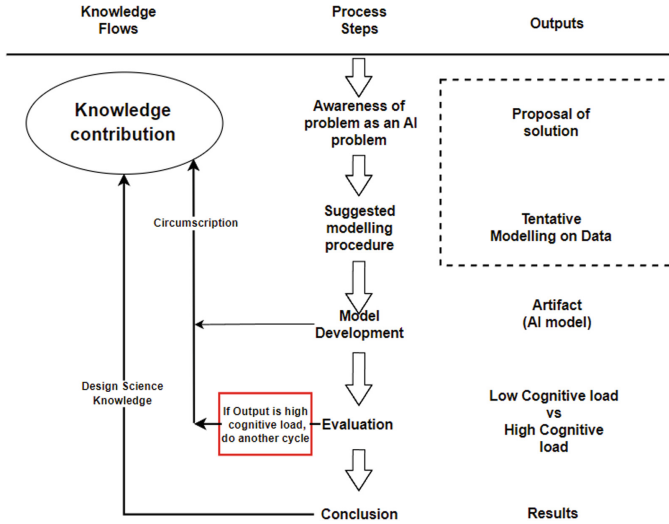 Knowledge
Flows
Process
Steps
Outputs
Knowledge
contribution
Awareness of
problem as an AI
problem
Proposal of
solution
Circumscription
Suggested
modelling
procedure
Tentative
Modelling on Data
Model
Development
Artifact
(AI model)
Design Science
Knowledge
If Output is high
cognitive load,
do another cycle
Evaluation
Low Cognitive load
vs
High Cognitive
load
Conclusion
Results